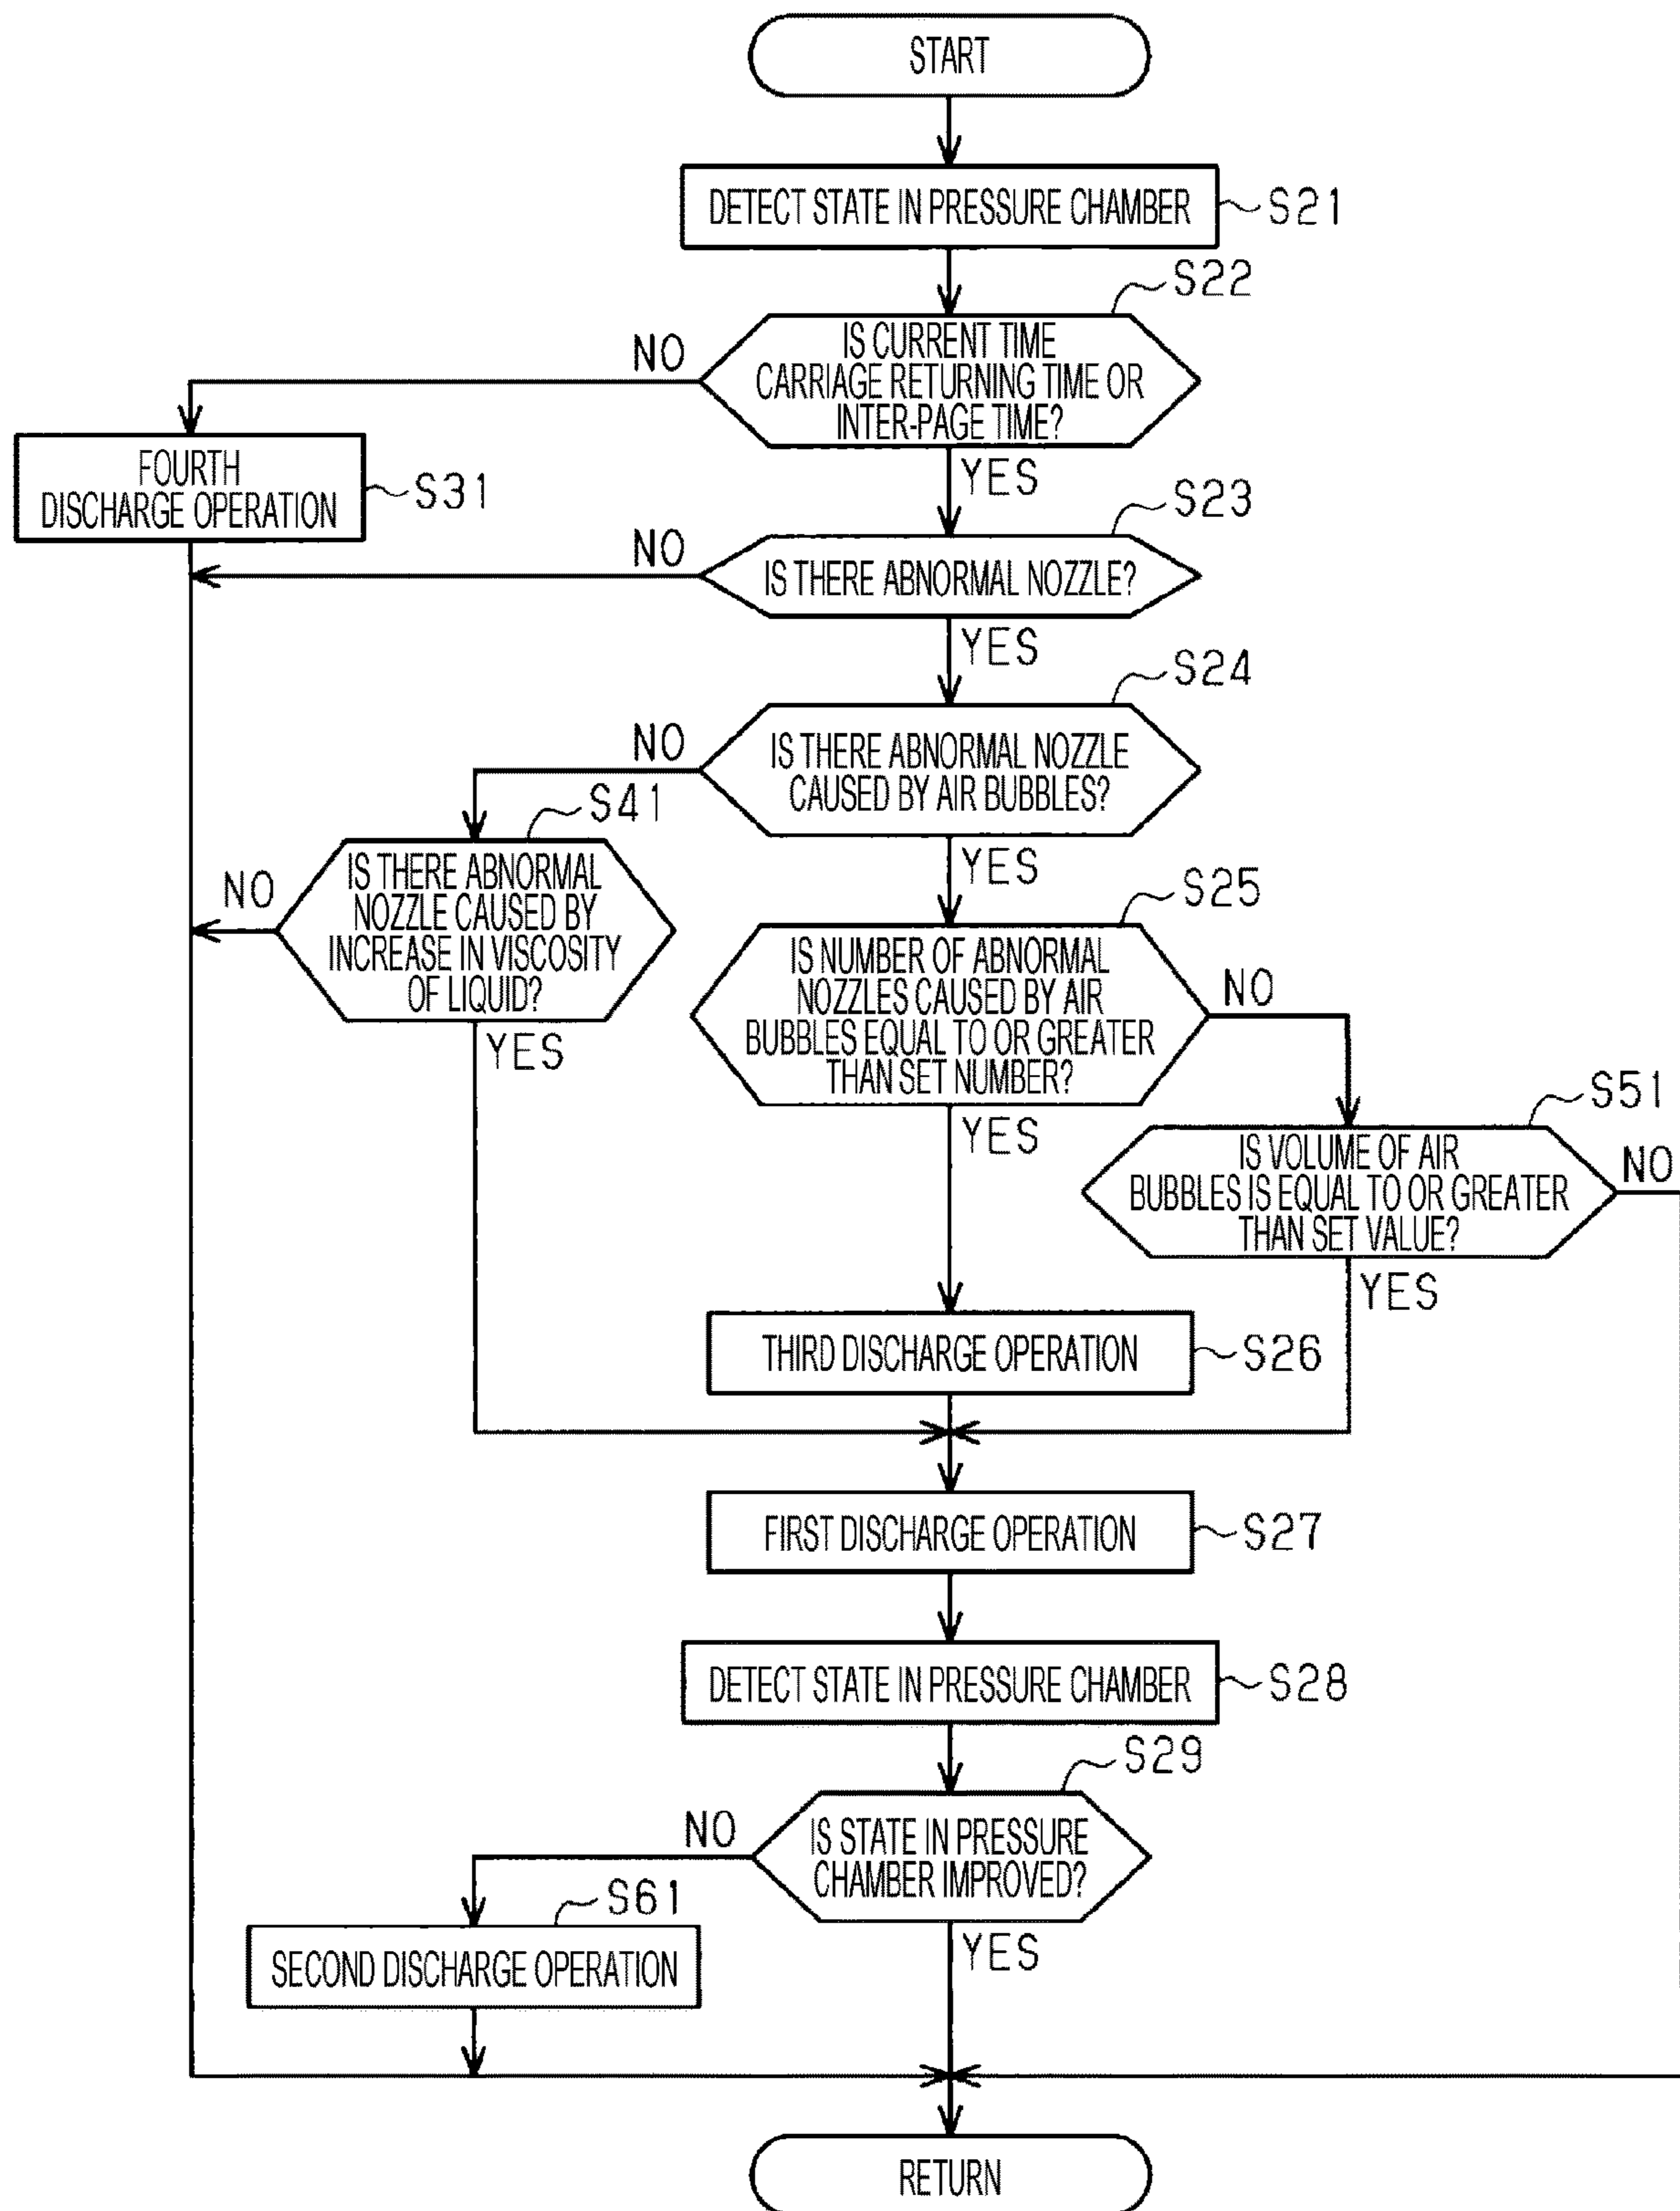 START
DETECT STATE IN PRESSURE CHAMBER
S21
S22
IS CURRENT TIME
CARRIAGE RETURNING TIME OR
INTER-PAGE TIME?
NO
YES
FOURTH
DISCHARGE OPERATION
S31
S23
IS THERE ABNORMAL NOZZLE?
NO
YES
S24
IS THERE ABNORMAL NOZZLE
CAUSED BY AIR BUBBLES?
NO
YES
S41
IS THERE ABNORMAL
NOZZLE CAUSED BY
INCREASE IN VISCOSITY
OF LIQUID?
NO
YES
S25
IS NUMBER OF ABNORMAL
NOZZLES CAUSED BY AIR
BUBBLES EQUAL TO OR GREATER
THAN SET NUMBER?
NO
YES
S51
IS VOLUME OF AIR
BUBBLES IS EQUAL TO OR GREATER
THAN SET VALUE?
NO
YES
THIRD DISCHARGE OPERATION
S26
FIRST DISCHARGE OPERATION
S27
DETECT STATE IN PRESSURE CHAMBER
S28
S29
IS STATE IN PRESSURE
CHAMBER IMPROVED?
NO
YES
S61
SECOND DISCHARGE OPERATION
RETURN